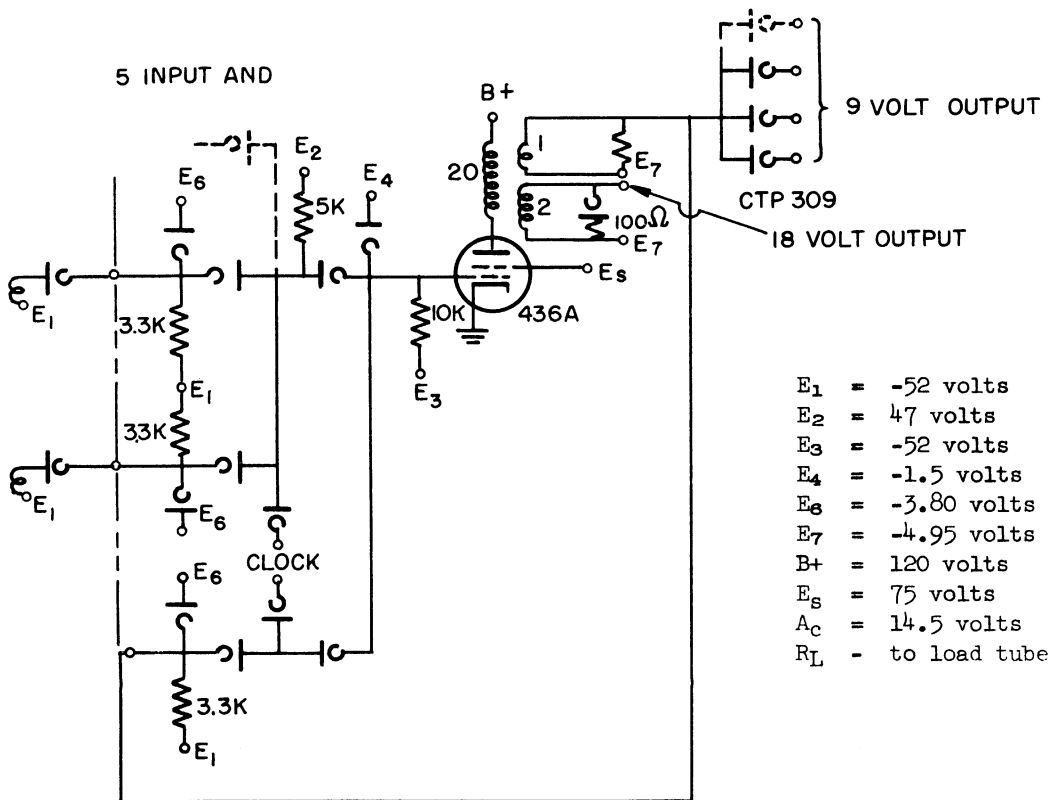 5 INPUT AND
9 VOLT OUTPUT
CTP 309
18 VOLT OUTPUT
B+
20
1
2
E7
100Ω
E7
Es
436A
E2
5K
E4
E6
10K
E3
E1
3.3K
E1
3.3K
E1
E6
CLOCK
E6
3.3K
E1
E1 = -52 volts
E2 = 47 volts
E3 = -52 volts
E4 = -1.5 volts
E6 = -3.80 volts
E7 = -4.95 volts
B+ = 120 volts
Es = 75 volts
Ac = 14.5 volts
RL - to load tube